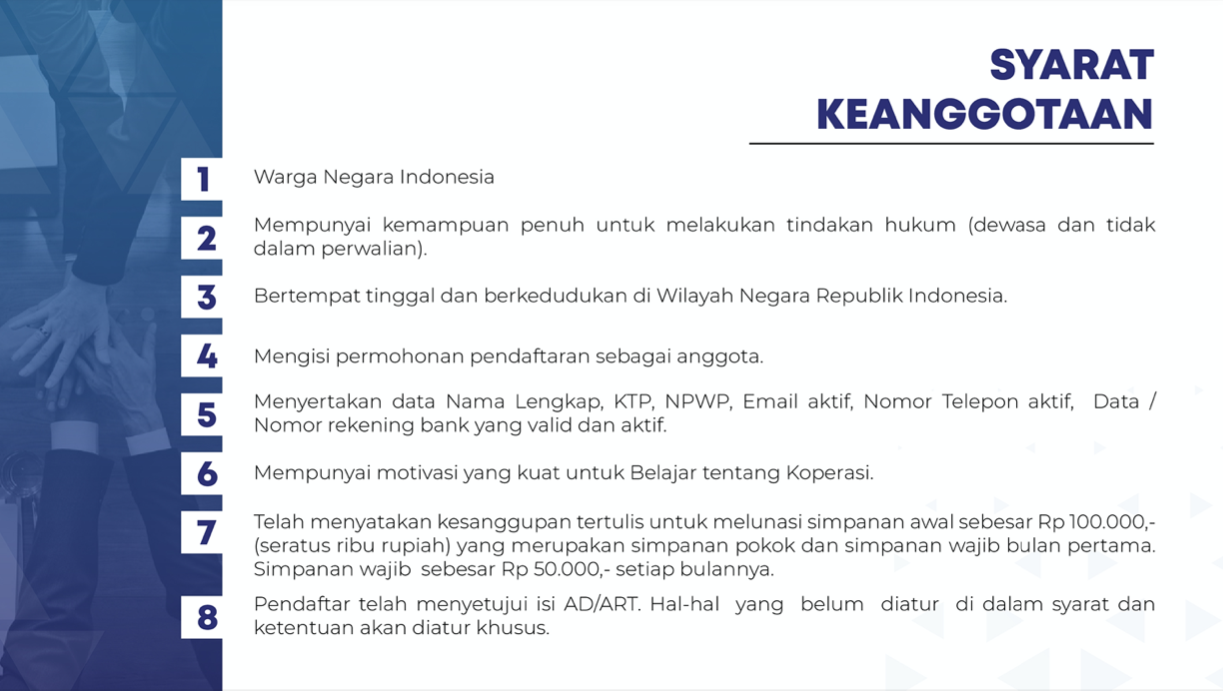 SYARAT
KEANGGOTAAN
1 Warga Negara Indonesia
2 Mempunyai kemampuan penuh untuk melakukan tindakan hukum (dewasa dan tidak
dalam perwalian).
3 Bertempat tinggal dan berkedudukan di Wilayah Negara Republik Indonesia.
4 Mengisi permohonan pendaftaran sebagai anggota.
5 Menyertakan data Nama Lengkap, KTP, NPWP, Email aktif, Nomor Telepon aktif, Data /
Nomor rekening bank yang valid dan aktif.
6 Mempunyai motivasi yang kuat untuk Belajar tentang Koperasi.
7 Telah menyatakan kesanggupan tertulis untuk melunasi simpanan awal sebesar Rp 100.000,-
(seratus ribu rupiah) yang merupakan simpanan pokok dan simpanan wajib bulan pertama.
Simpanan wajib sebesar Rp 50.000,- setiap bulannya.
8 Pendaftar telah menyetujui isi AD/ART. Hal-hal yang belum diatur di dalam syarat dan
ketentuan akan diatur khusus.